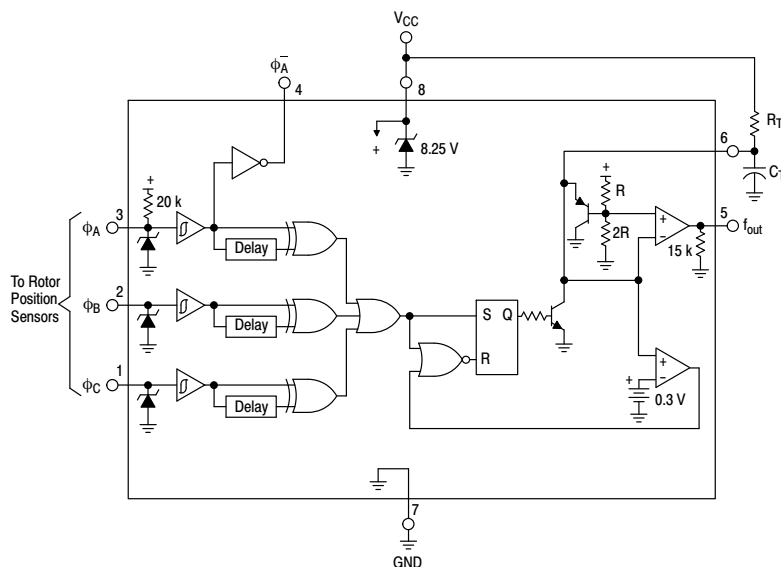 V_CC
φ_A̅
4
8
+
8.25 V
R_T
6
C_T
+
R
2R
+
−
5
f_out
15 k
+
20 k
3
φ_A
Delay
To Rotor
Position
Sensors
2
φ_B
Delay
S Q
R
1
φ_C
Delay
+
−
+
0.3 V
7
GND